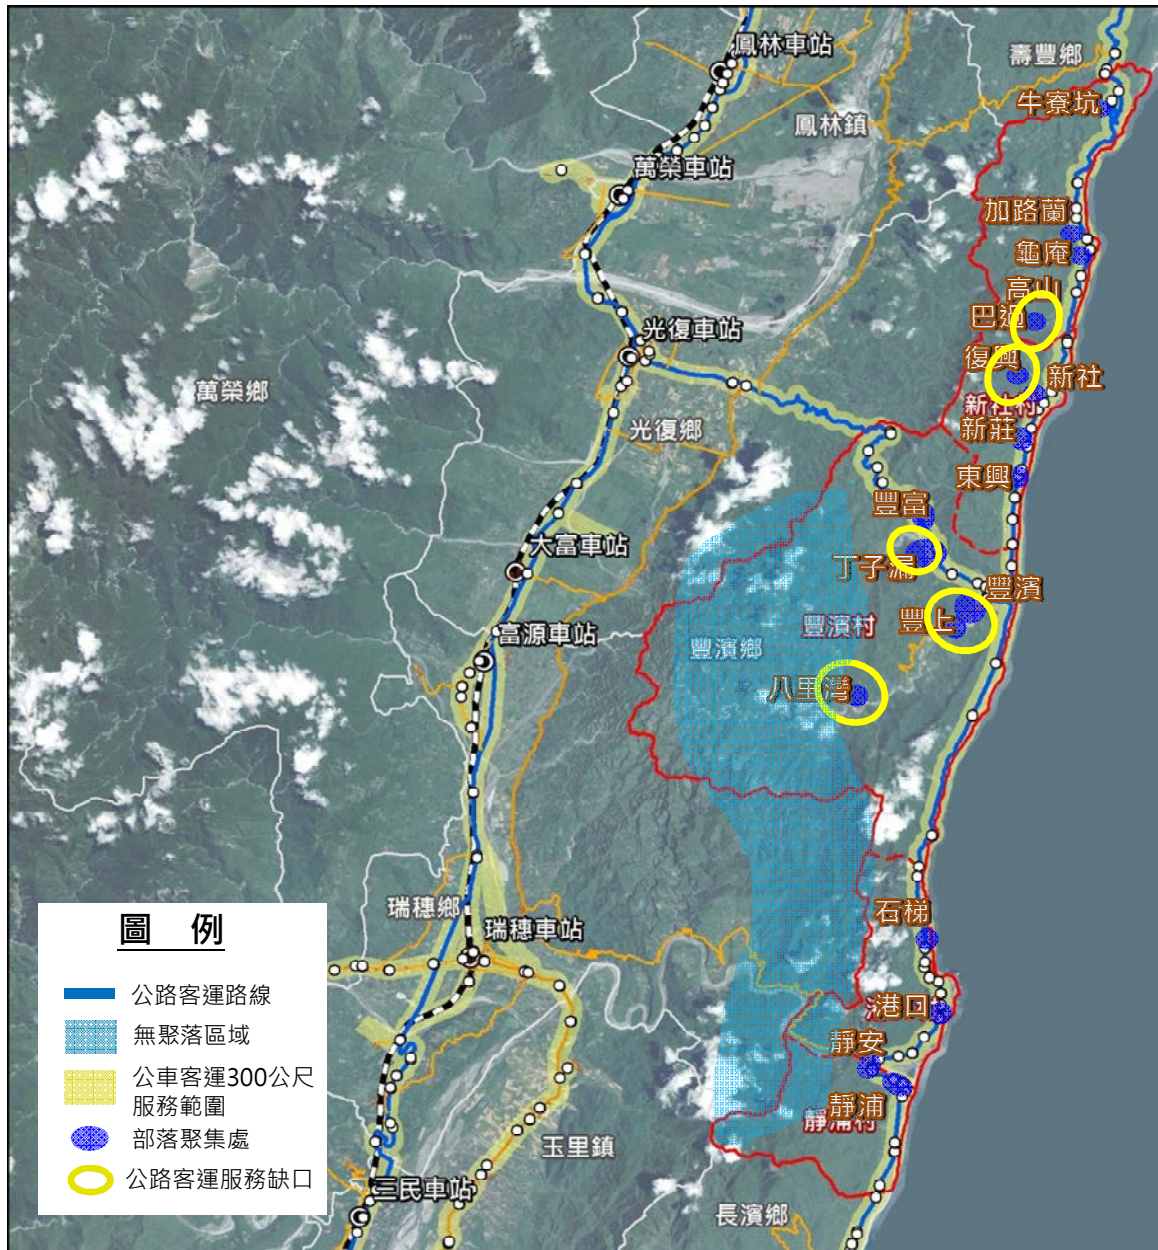 鳳林車站
壽豐鄉
牛寮坑
鳳林鎮
萬榮車站
加路蘭
龜庵
高山
巴過
光復車站
復興
新社
萬榮鄉
新社村
光復鄉
新莊
東興
豐富
大富車站
丁子漏
豐濱
豐上
豐濱村
富源車站
豐濱鄉
八里灣
瑞穗鄉
石梯
瑞穗車站
港口
靜安
靜浦
靜浦村
玉里鎮
三民車站
長濱鄉
圖 例
公路客運路線
無聚落區域
公車客運300公尺
服務範圍
部落聚集處
公路客運服務缺口